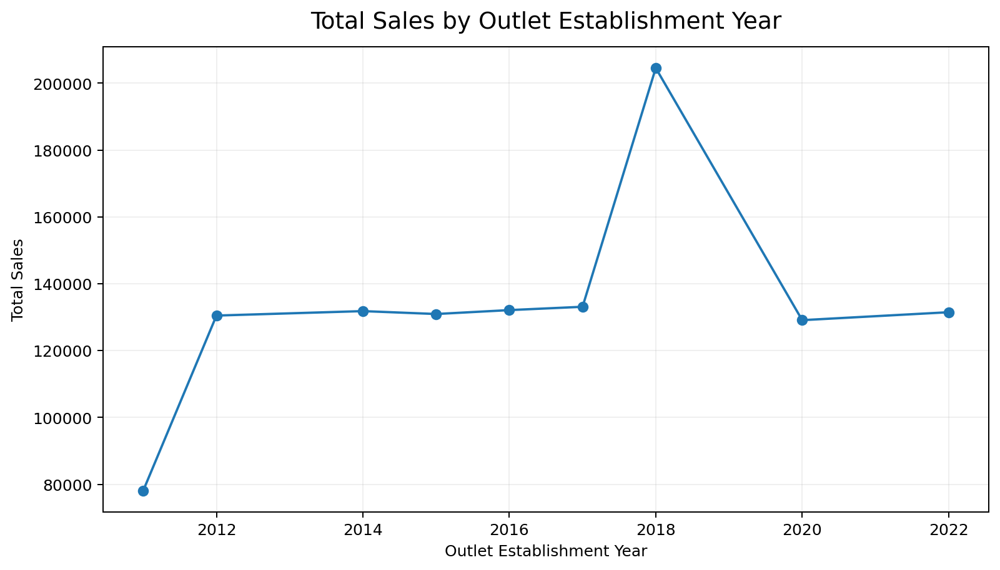 Total Sales by Outlet Establishment Year
200000
180000
160000
140000
120000
100000
80000
Total Sales
2012 2014 2016 2018 2020 2022
Outlet Establishment Year